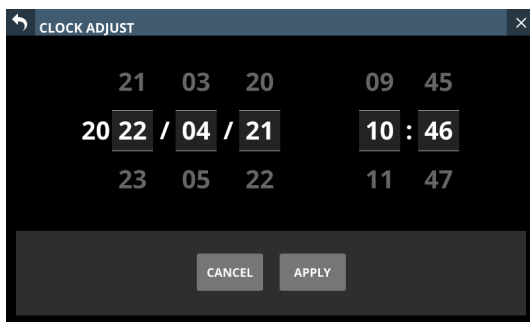 CLOCK ADJUST
21 03 20 09 45
20 22 / 04 / 21 10 : 46
23 05 22 11 47
CANCEL APPLY